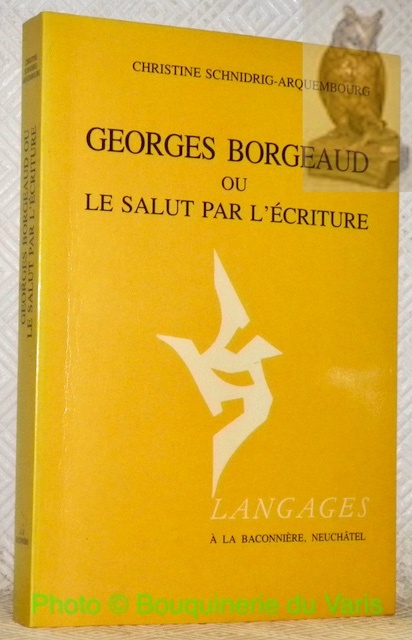 CHRISTINE SCHNIDRIG-ARQUEMBOURG
GEORGES BORGEAUD
OU
LE SALUT PAR L'ÉCRITURE
LANGAGES
À LA BACONNIÈRE, NEUCHÂTEL
GEORGES BORGEAUD OU
LE SALUT PAR L'ÉCRITURE
Photo © Bouquinerie du Varis